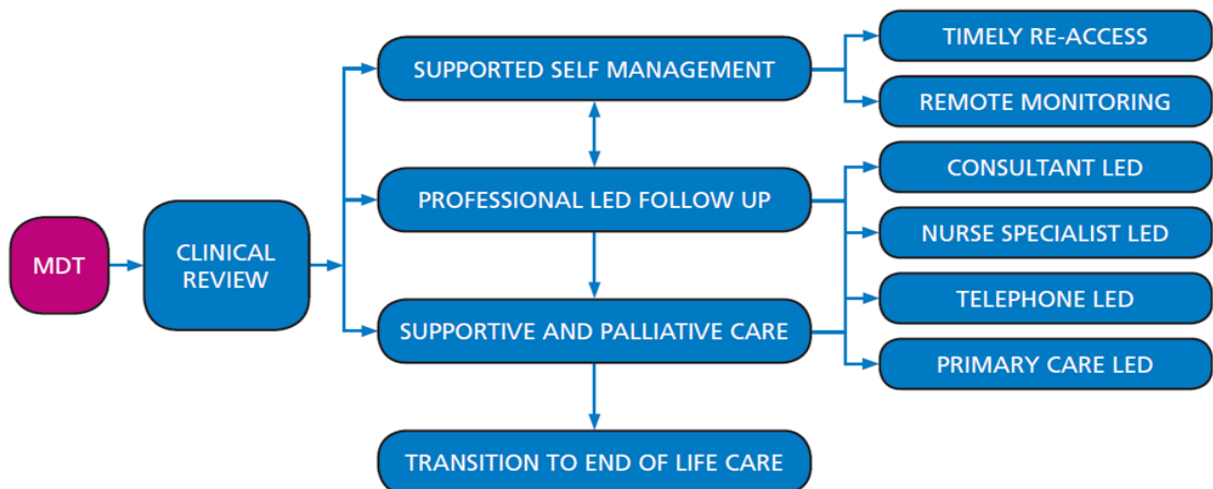 MDT
CLINICAL
REVIEW
SUPPORTED SELF MANAGEMENT
PROFESSIONAL LED FOLLOW UP
SUPPORTIVE AND PALLIATIVE CARE
TRANSITION TO END OF LIFE CARE
TIMELY RE-ACCESS
REMOTE MONITORING
CONSULTANT LED
NURSE SPECIALIST LED
TELEPHONE LED
PRIMARY CARE LED